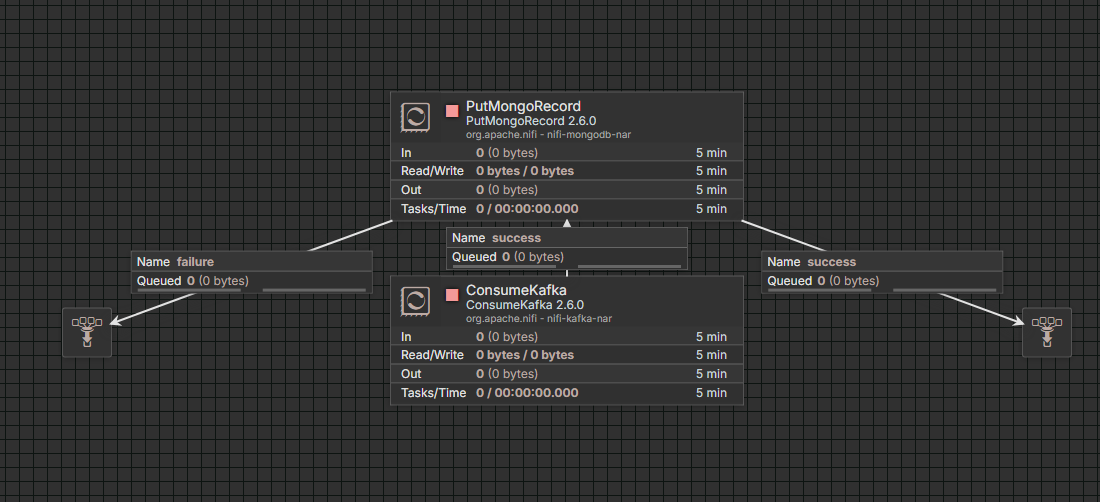 PutMongoRecord
PutMongoRecord 2.6.0
org.apache.nifi - nifi-mongodb-nar
In 0 (0 bytes) 5 min
Read/Write 0 bytes / 0 bytes 5 min
Out 0 (0 bytes) 5 min
Tasks/Time 0 / 00:00:00.000 5 min
Name success
Queued 0 (0 bytes)
Name failure
Queued 0 (0 bytes)
Name success
Queued 0 (0 bytes)
ConsumeKafka
ConsumeKafka 2.6.0
org.apache.nifi - nifi-kafka-nar
In 0 (0 bytes) 5 min
Read/Write 0 bytes / 0 bytes 5 min
Out 0 (0 bytes) 5 min
Tasks/Time 0 / 00:00:00.000 5 min